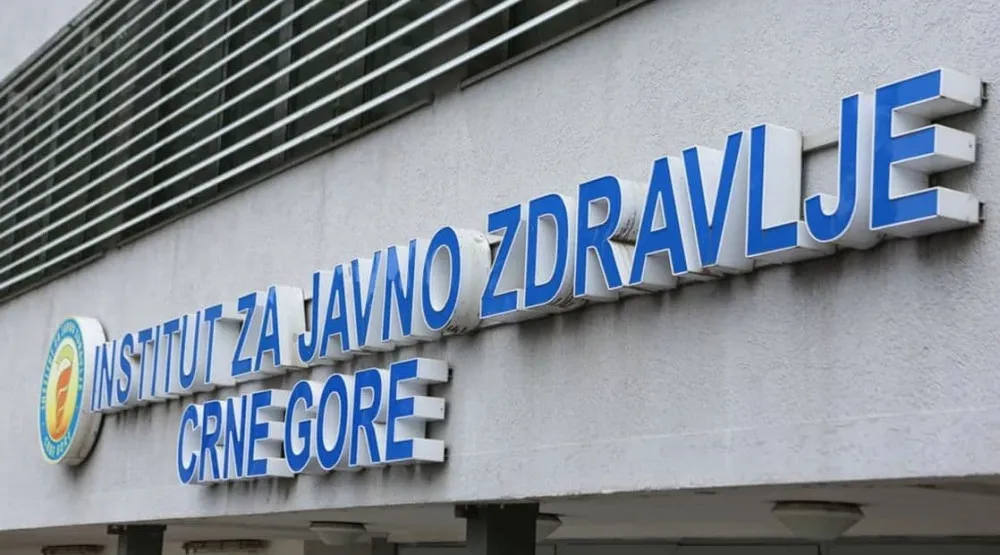 INSTITUT ZA JAVNO ZDRAVLJE
CRNE GORE